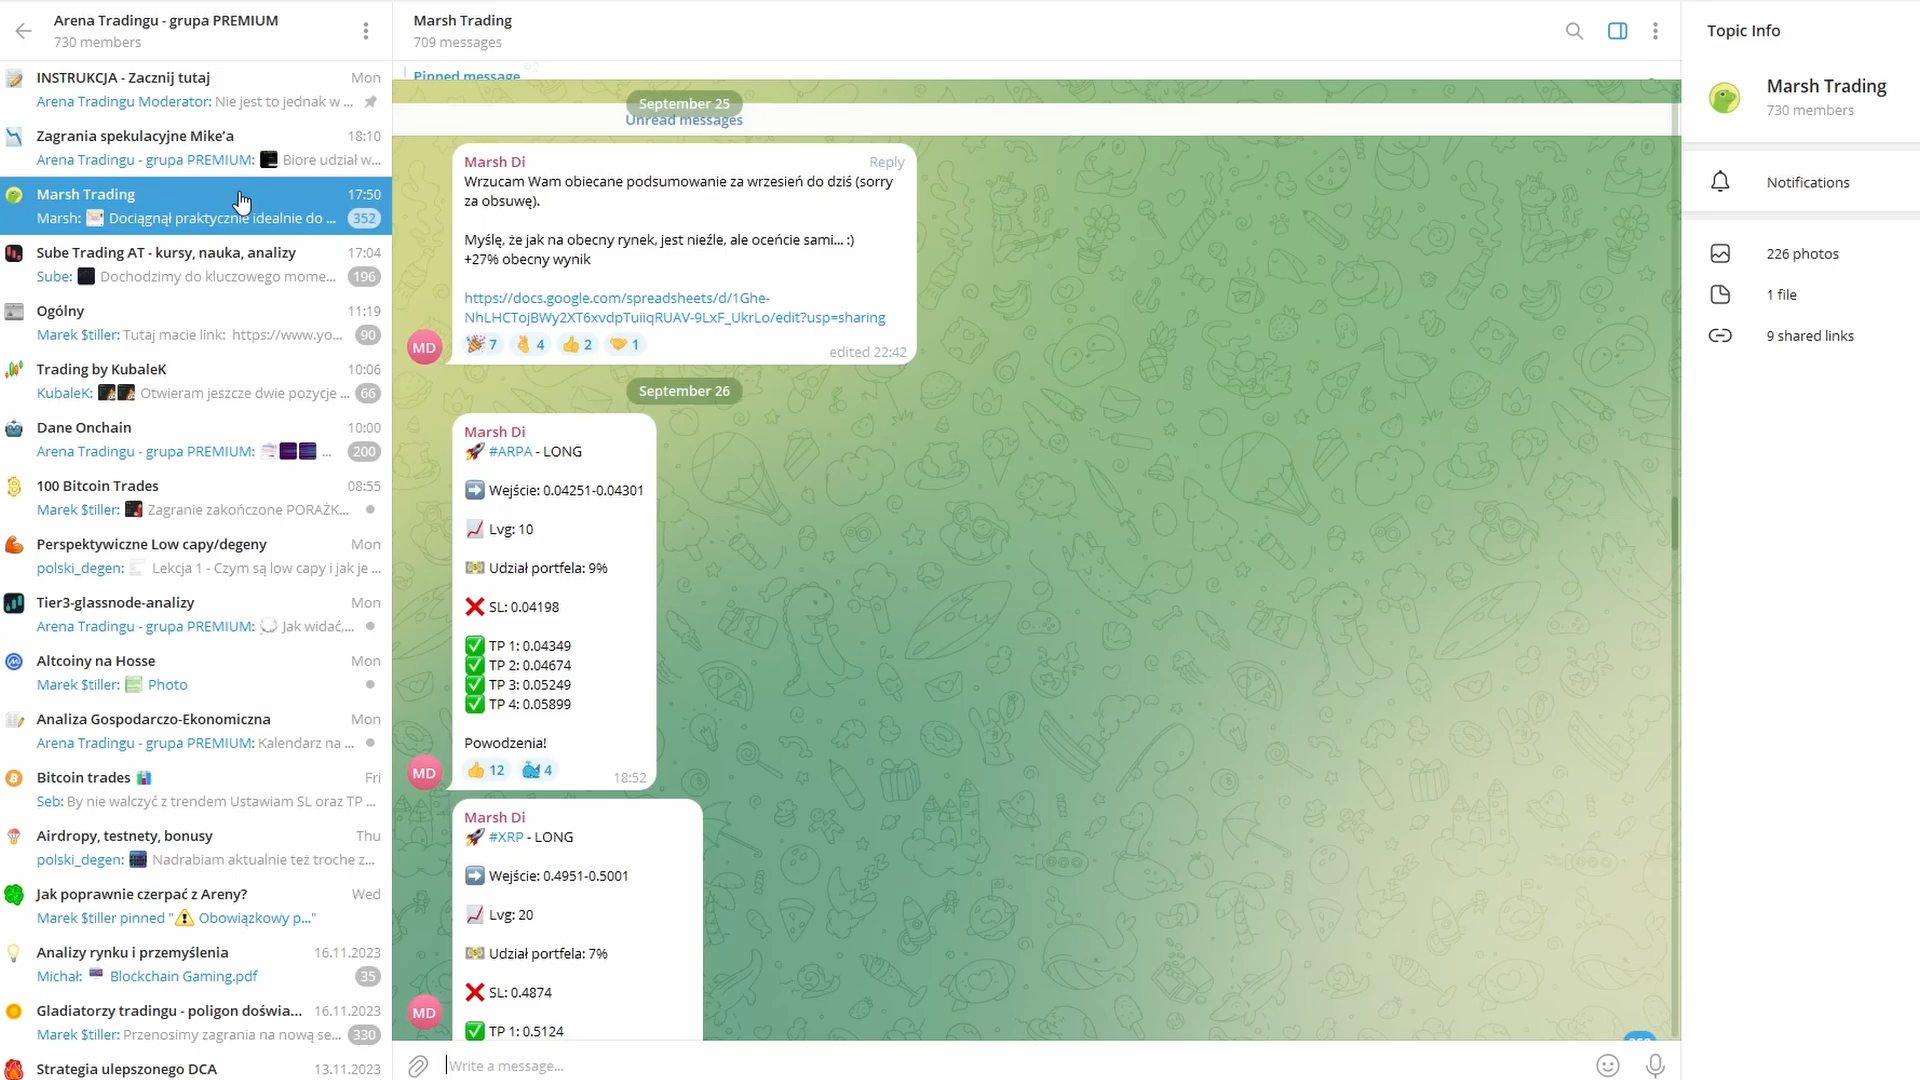 Arena Tradingu - grupa PREMIUM
730 members
INSTRUKCJA - Zacznij tutaj Mon
Arena Tradingu Moderator: Nie jest to jednak w ...
Zagrania spekulacyjne Mike'a 18:10
Arena Tradingu - grupa PREMIUM: Biore udział w...
Marsh Trading 17:50
Marsh: Dociągnął praktycznie idealnie do ... 352
Sube Trading AT - kursy, nauka, analizy 17:04
Sube: Dochodzimy do kluczowego mome... 196
Ogólny 11:19
Marek $tiller: Tutaj macie link: https://www.yo... 90
Trading by KubaleK 10:06
KubaleK: Otwieram jeszcze dwie pozycje ... 66
Dane Onchain 10:00
Arena Tradingu - grupa PREMIUM: ... 200
100 Bitcoin Trades 08:55
Marek $tiller: Zagranie zakończone PORAŻK...
Perspektywiczne Low capy/degeny Mon
polski_degen: Lekcja 1 - Czym są low capy i jak je ...
Tier3-glassnode-analizy Mon
Arena Tradingu - grupa PREMIUM: Jak widać,...
Altcoiny na Hosse Mon
Marek $tiller: Photo
Analiza Gospodarczo-Ekonomiczna Mon
Arena Tradingu - grupa PREMIUM: Kalendarz na ...
Bitcoin trades Fri
Seb: By nie walczyć z trendem Ustawiam SL oraz TP ...
Airdropy, testnety, bonusy Thu
polski_degen: Nadrabiam aktualnie też troche z...
Jak poprawnie czerpać z Areny? Wed
Marek $tiller pinned "⚠️ Obowiązkowy p..."
Analizy rynku i przemyślenia 16.11.2023
Michał: Blockchain Gaming.pdf 35
Gladiatorzy tradingu - poligon doświa... 16.11.2023
Marek $tiller: Przenosimy zagrania na nową se... 330
Strategia ulepszonego DCA 13.11.2023
Marsh Trading
709 messages
Pinned message
September 25
Unread messages
Marsh Di Reply
Wrzucam Wam obiecane podsumowanie za wrzesień do dziś (sorry
za obsuwę).
Myślę, że jak na obecny rynek, jest nieźle, ale oceńcie sami... :)
+27% obecny wynik
https://docs.google.com/spreadsheets/d/1Ghe-
NhLHCTojBWy2XT6xvdpTuiiqRUAV-9LxF_UkrLo/edit?usp=sharing
7 4 2 1
edited 22:42
MD
September 26
Marsh Di
🚀 #ARPA - LONG
➡️ Wejście: 0.04251-0.04301
📈 Lvg: 10
💵 Udział portfela: 9%
❌ SL: 0.04198
✅ TP 1: 0.04349
✅ TP 2: 0.04674
✅ TP 3: 0.05249
✅ TP 4: 0.05899
Powodzenia!
12 4
18:52
MD
Marsh Di
🚀 #XRP - LONG
➡️ Wejście: 0.4951-0.5001
📈 Lvg: 20
💵 Udział portfela: 7%
❌ SL: 0.4874
✅ TP 1: 0.5124
MD
Write a message...
Topic Info
Marsh Trading
730 members
Notifications
226 photos
1 file
9 shared links